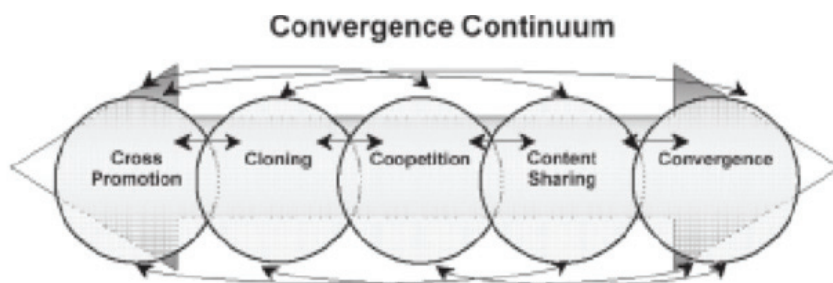 Convergence Continuum
Cross
Promotion
Cloning
Coopetition
Content
Sharing
Convergence